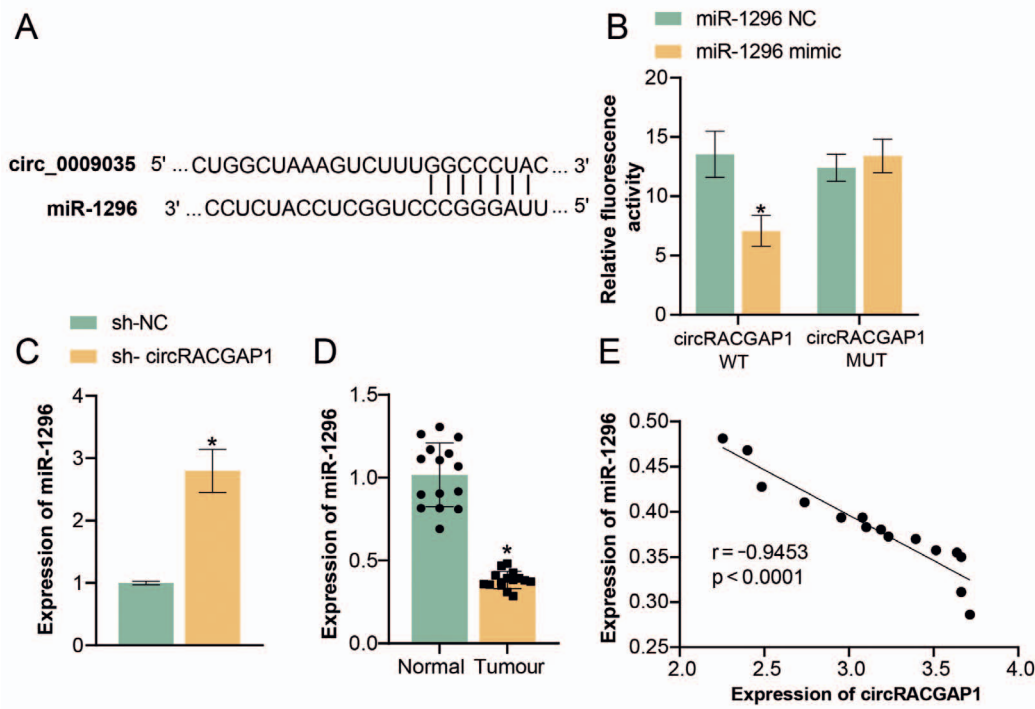 A
circ_0009035 5' ... CUGGCUAAAGUCUUUGGCCCUAC ... 3'
miR-1296 3' ... CCUCUACCUCGGUCCCGGGAUU ... 5'
B
miR-1296 NC
miR-1296 mimic
Relative fluorescence
activity
20
15
10
5
0
*
circRACGAP1
WT
circRACGAP1
MUT
sh-NC
sh- circRACGAP1
C
Expression of miR-1296
4
3
2
1
0
*
D
Expression of miR-1296
1.5
1.0
0.5
0.0
*
Normal
Tumour
E
Expression of miR-1296
0.50
0.45
0.40
0.35
0.30
0.25
r = -0.9453
p < 0.0001
2.0
2.5
3.0
3.5
4.0
Expression of circRACGAP1